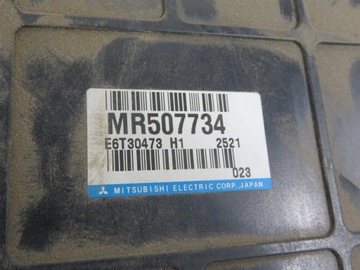 MR507734
E6T30473 H1 2521
023
MITSUBISHI ELECTRIC CORP., JAPAN